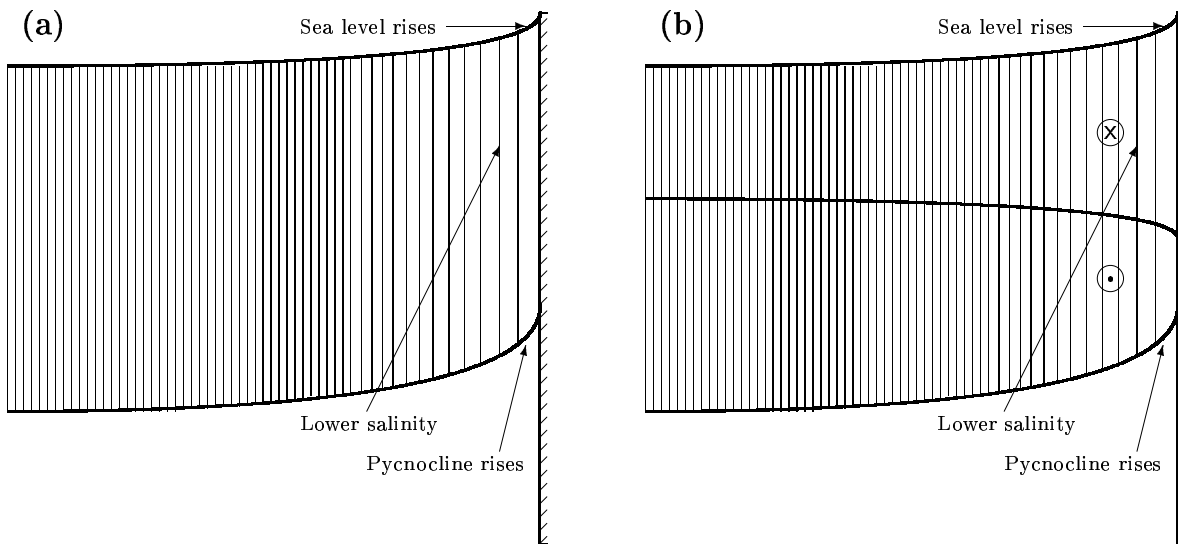 (a)
Sea level rises
Lower salinity
Pycnocline rises
(b)
Sea level rises
x
Lower salinity
Pycnocline rises